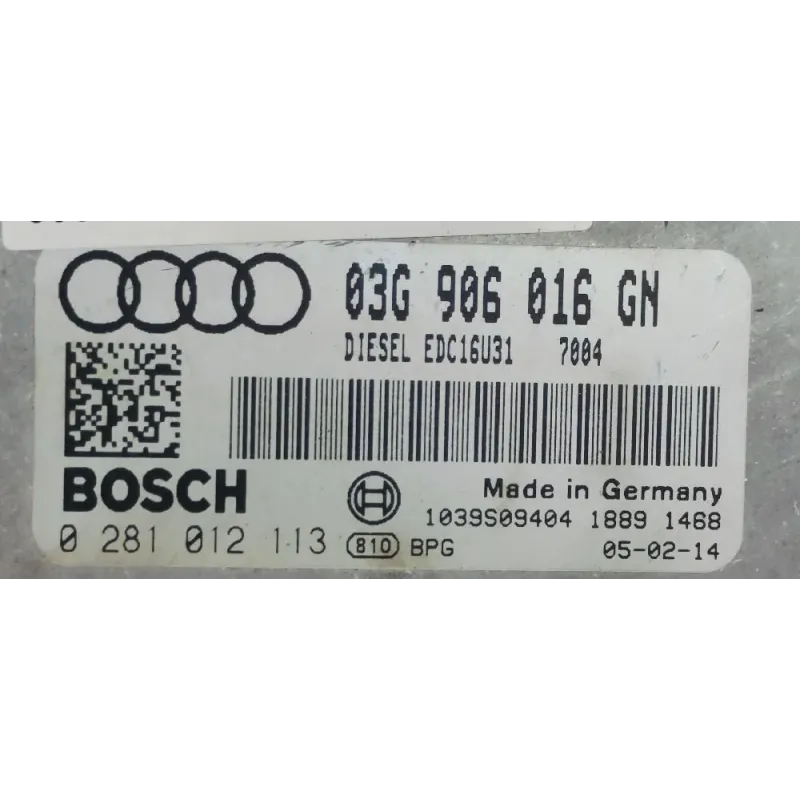 03G 906 016 GN
DIESEL EDC16U31 7004
BOSCH
Made in Germany
1039S09404 1889 1468
0 281 012 113 810 BPG 05-02-14